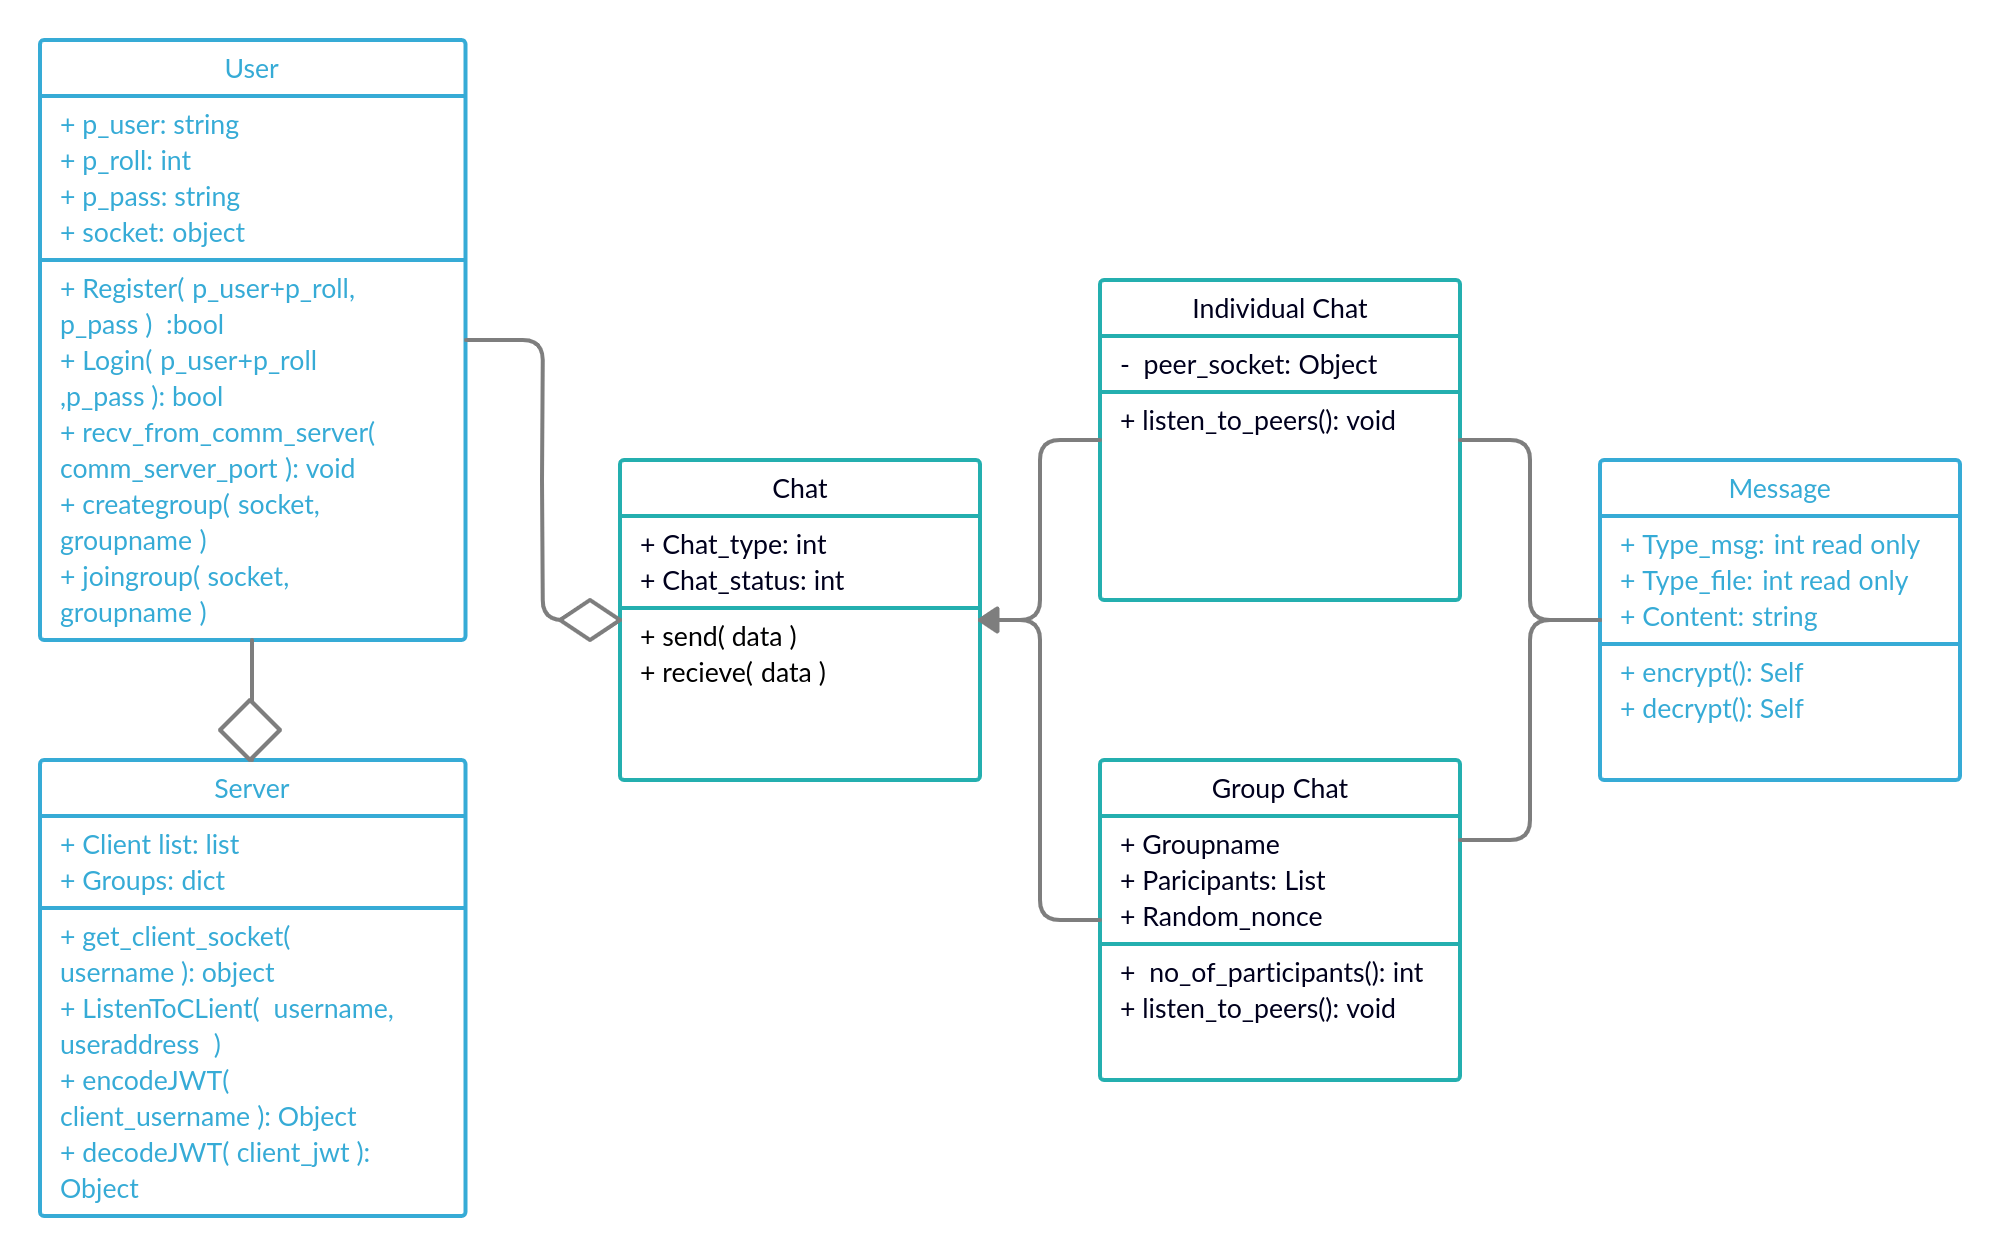 User
+ p_user: string
+ p_roll: int
+ p_pass: string
+ socket: object
+ Register( p_user+p_roll,
p_pass )  :bool
+ Login( p_user+p_roll
,p_pass ): bool
+ recv_from_comm_server(
comm_server_port ): void
+ creategroup( socket,
groupname )
+ joingroup( socket,
groupname )
Server
+ Client list: list
+ Groups: dict
+ get_client_socket(
username ): object
+ ListenToCLient(  username,
useraddress  )
+ encodeJWT(
client_username ): Object
+ decodeJWT( client_jwt ):
Object
Chat
+ Chat_type: int
+ Chat_status: int
+ send( data )
+ recieve( data )
Individual Chat
-  peer_socket: Object
+ listen_to_peers(): void
Group Chat
+ Groupname
+ Paricipants: List
+ Random_nonce
+  no_of_participants(): int
+ listen_to_peers(): void
Message
+ Type_msg: int read only
+ Type_file: int read only
+ Content: string
+ encrypt(): Self
+ decrypt(): Self